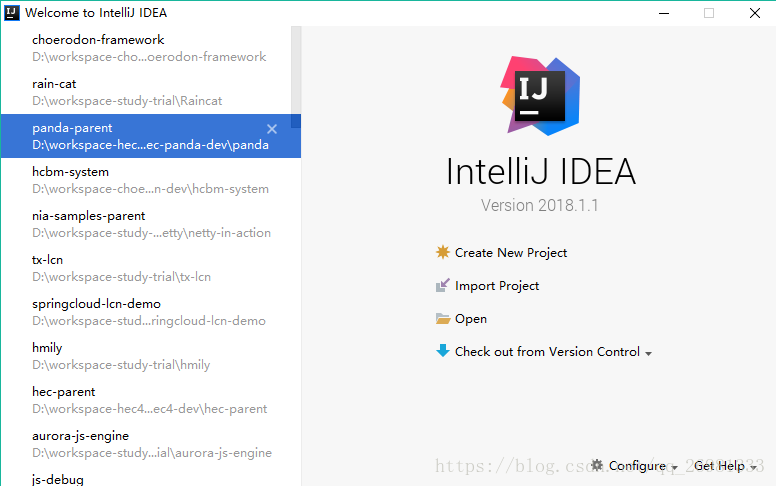 Welcome to IntelliJ IDEA
choerodon-framework
D:\workspace-cho...oerodon-framework
rain-cat
D:\workspace-study-trial\Raincat
panda-parent
D:\workspace-hec...ec-panda-dev\panda
hcbm-system
D:\workspace-choe...n-dev\hcbm-system
nia-samples-parent
D:\workspace-study-...etty\netty-in-action
tx-lcn
D:\workspace-study-trial\tx-lcn
springcloud-lcn-demo
D:\workspace-stud...ringcloud-lcn-demo
hmily
D:\workspace-study-trial\hmily
hec-parent
D:\workspace-hec4...ec4-dev\hec-parent
aurora-js-engine
D:\workspace-study...ial\aurora-js-engine
js-debug
IJ
IntelliJ IDEA
Version 2018.1.1
Create New Project
Import Project
Open
Check out from Version Control
Configure
Get Help